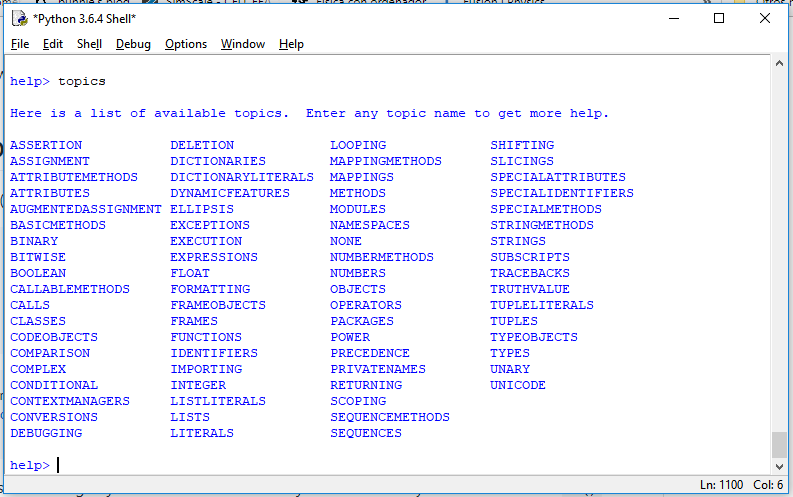 *Python 3.6.4 Shell*
File Edit Shell Debug Options Window Help
help> topics
Here is a list of available topics.  Enter any topic name to get more help.
ASSERTION DELETION LOOPING SHIFTING
ASSIGNMENT DICTIONARIES MAPPINGMETHODS SLICINGS
ATTRIBUTEMETHODS DICTIONARYLITERALS MAPPINGS SPECIALATTRIBUTES
ATTRIBUTES DYNAMICFEATURES METHODS SPECIALIDENTIFIERS
AUGMENTEDASSIGNMENT ELLIPSIS MODULES SPECIALMETHODS
BASICMETHODS EXCEPTIONS NAMESPACES STRINGMETHODS
BINARY EXECUTION NONE STRINGS
BITWISE EXPRESSIONS NUMBERMETHODS SUBSCRIPTS
BOOLEAN FLOAT NUMBERS TRACEBACKS
CALLABLEMETHODS FORMATTING OBJECTS TRUTHVALUE
CALLS FRAMEOBJECTS OPERATORS TUPLELITERALS
CLASSES FRAMES PACKAGES TUPLES
CODEOBJECTS FUNCTIONS POWER TYPEOBJECTS
COMPARISON IDENTIFIERS PRECEDENCE TYPES
COMPLEX IMPORTING PRIVATENAMES UNARY
CONDITIONAL INTEGER RETURNING UNICODE
CONTEXTMANAGERS LISTLITERALS SCOPING
CONVERSIONS LISTS SEQUENCEMETHODS
DEBUGGING LITERALS SEQUENCES
help>
Ln: 1100 Col: 6